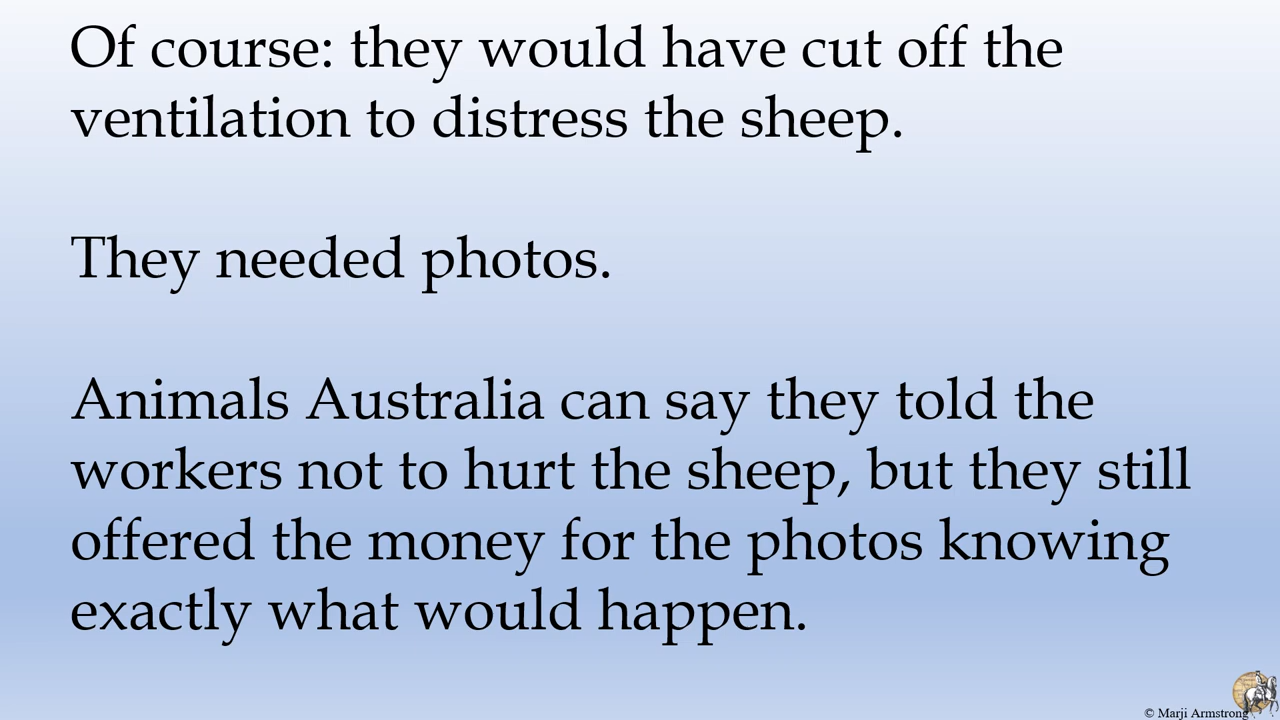 Of course: they would have cut off the
ventilation to distress the sheep.
They needed photos.
Animals Australia can say they told the
workers not to hurt the sheep, but they still
offered the money for the photos knowing
exactly what would happen.
© Marji Armstrong